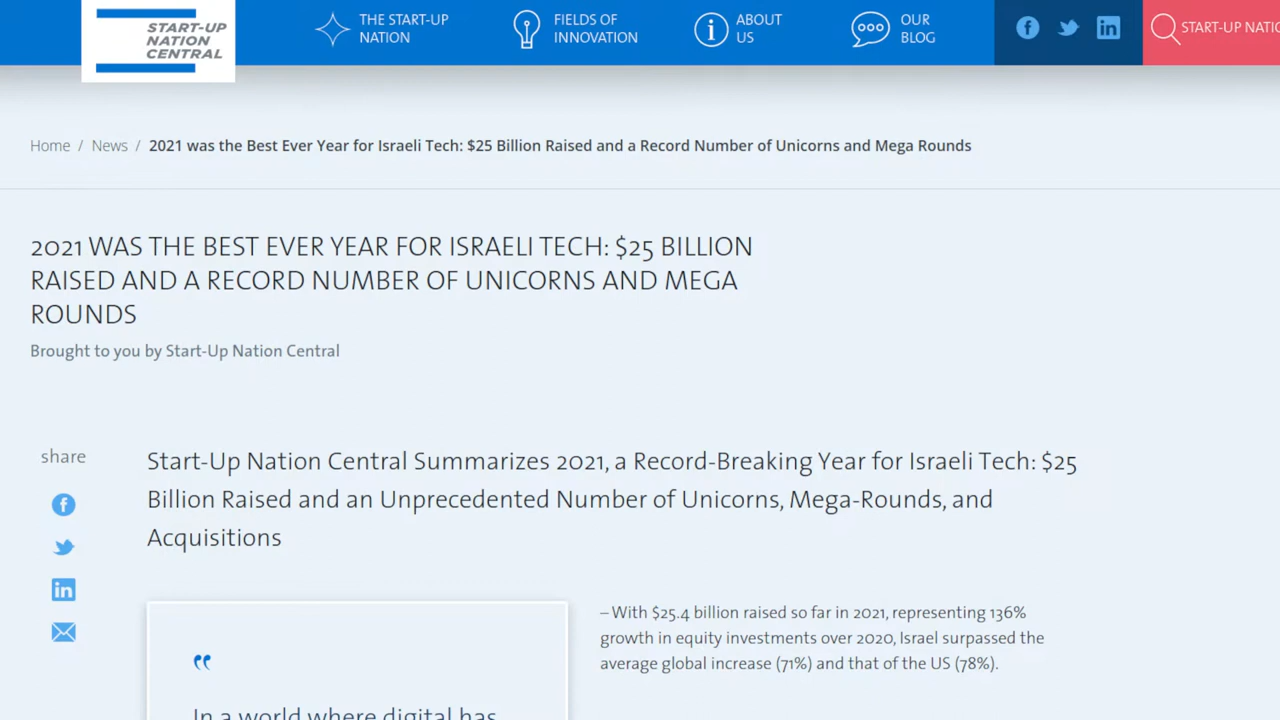 START-UP
NATION
CENTRAL
THE START-UP
NATION
FIELDS OF
INNOVATION
ABOUT
US
OUR
BLOG
START-UP
Home / News / 2021 was the Best Ever Year for Israeli Tech: $25 Billion Raised and a Record Number of Unicorns and Mega Rounds
2021 WAS THE BEST EVER YEAR FOR ISRAELI TECH: $25 BILLION
RAISED AND A RECORD NUMBER OF UNICORNS AND MEGA
ROUNDS
Brought to you by Start-Up Nation Central
share
Start-Up Nation Central Summarizes 2021, a Record-Breaking Year for Israeli Tech: $25
Billion Raised and an Unprecedented Number of Unicorns, Mega-Rounds, and
Acquisitions
– With $25.4 billion raised so far in 2021, representing 136%
growth in equity investments over 2020, Israel surpassed the
average global increase (71%) and that of the US (78%).
In a world where digital has